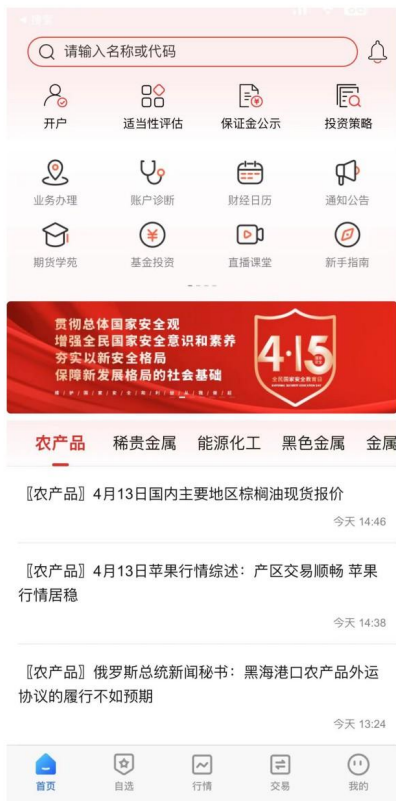 请输入名称或代码
开户 适当性评估 保证金公示 投资策略
业务办理 账户诊断 财经日历 通知公告
期货学苑 基金投资 直播课堂 新手指南
贯彻总体国家安全观
增强全民国家安全意识和素养
夯实以新安全格局
保障新发展格局的社会基础
4·15
全民国家安全教育日
农产品 稀贵金属 能源化工 黑色金属 金属
〖农产品〗4月13日国内主要地区棕榈油现货报价
今天 14:46
〖农产品〗4月13日苹果行情综述：产区交易顺畅 苹果
行情居稳
今天 14:38
〖农产品〗俄罗斯总统新闻秘书：黑海港口农产品外运
协议的履行不如预期
今天 13:24
首页 自选 行情 交易 我的